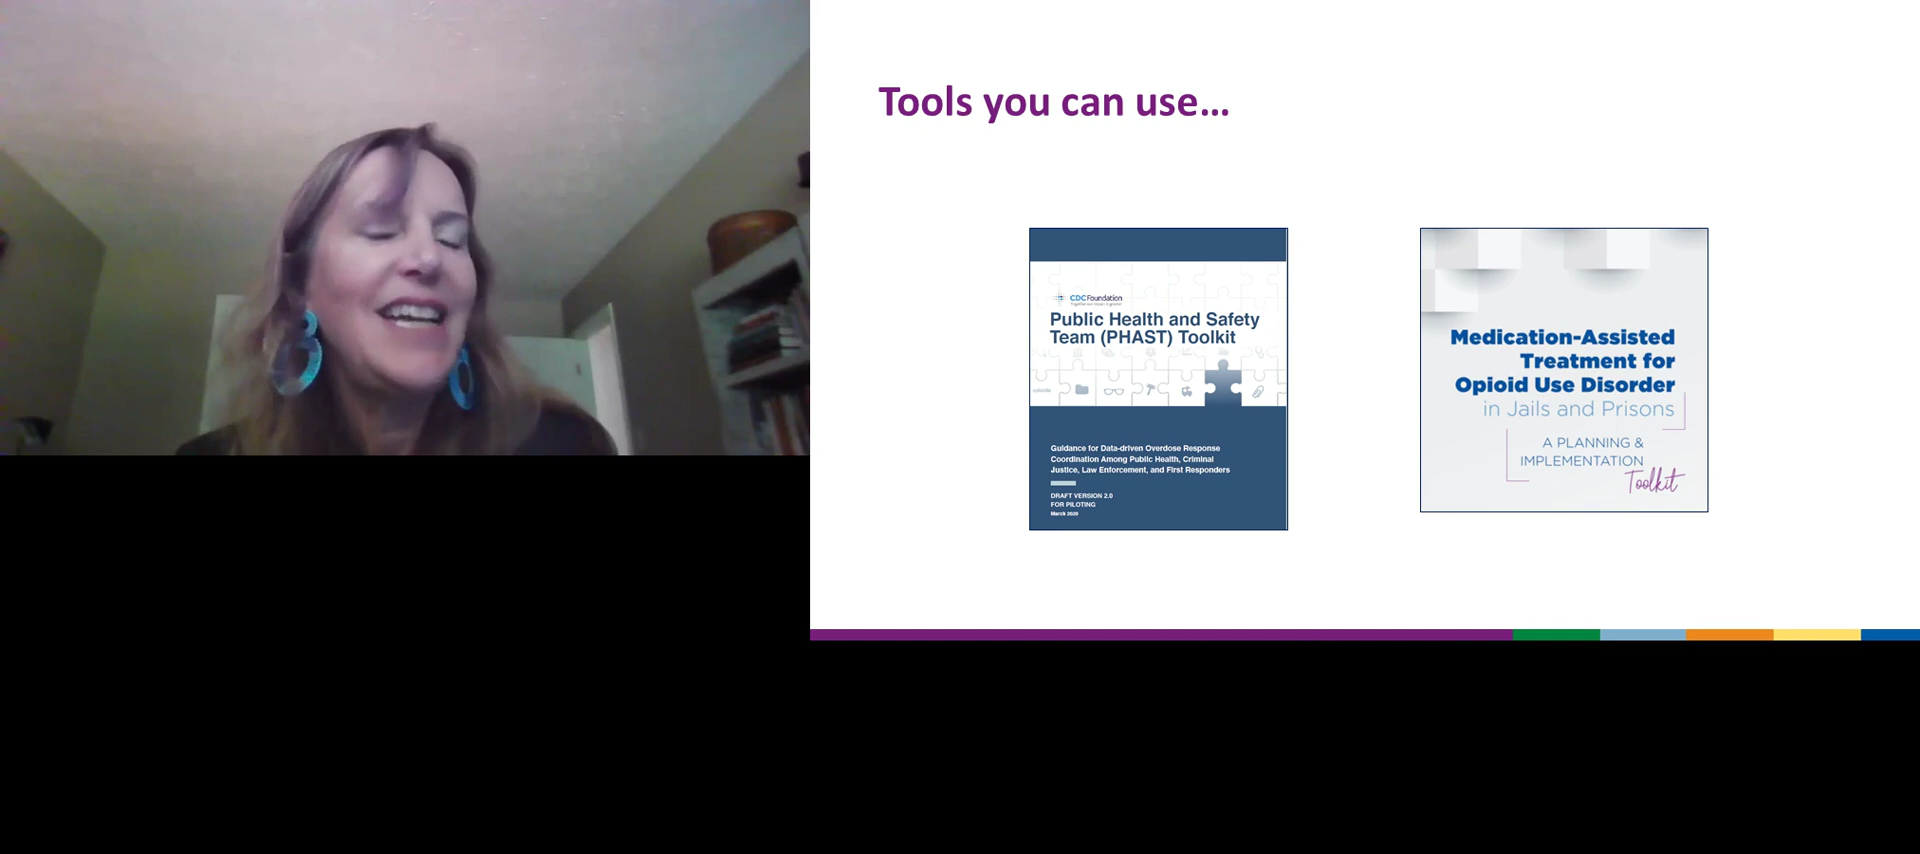 Tools you can use...
CDC Foundation
Public Health and Safety
Team (PHAST) Toolkit
Guidance for Data-driven Overdose Response
Coordination Among Public Health, Criminal
Justice, Law Enforcement, and First Responders
DRAFT VERSION 2.0
FOR PILOTING
March 2020
Medication-Assisted
Treatment for
Opioid Use Disorder
in Jails and Prisons
A PLANNING &
IMPLEMENTATION
Toolkit